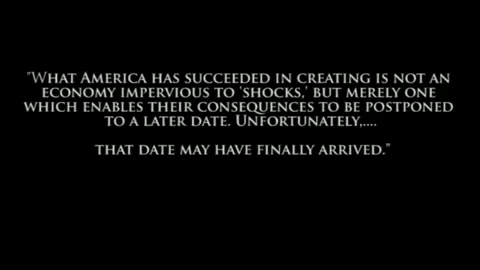 "What America has succeeded in creating is not an
economy impervious to 'shocks,' but merely one
which enables their consequences to be postponed
to a later date. Unfortunately,....
that date may have finally arrived."